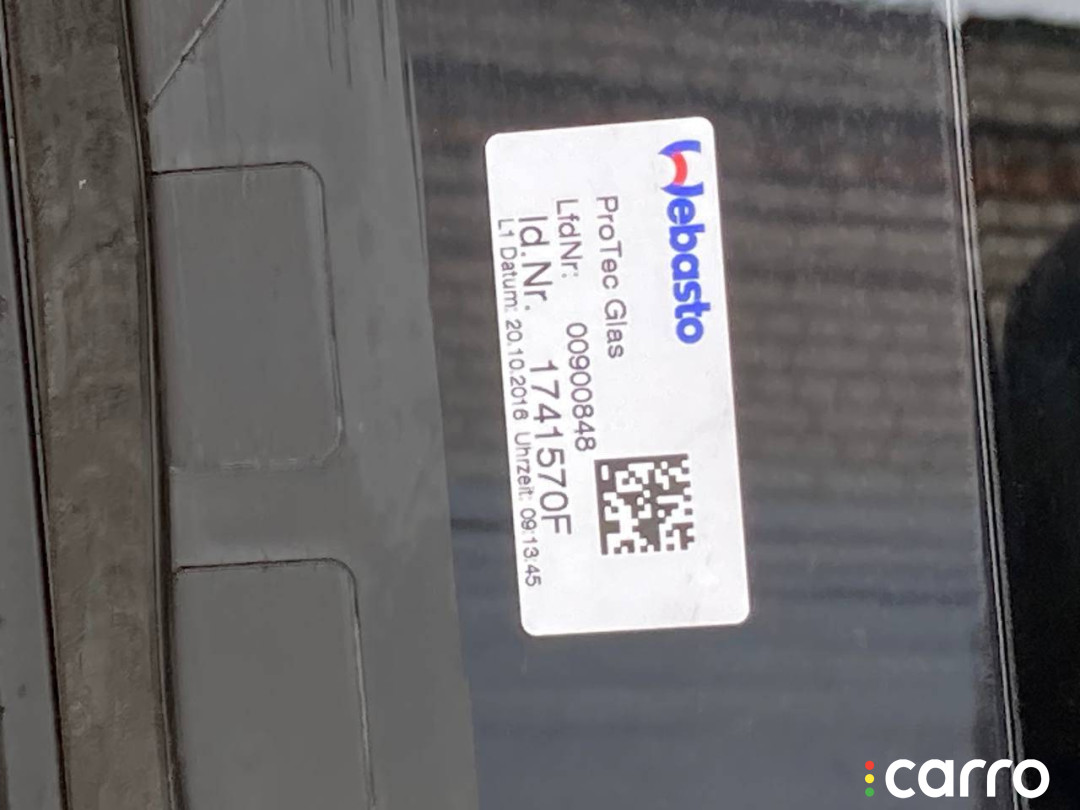 Webasto
ProTec Glas
LfdNr: 00900848
Id.Nr. 1741570F
L1 Datum: 20.10.2016 Uhrzeit: 09:13:45
carro